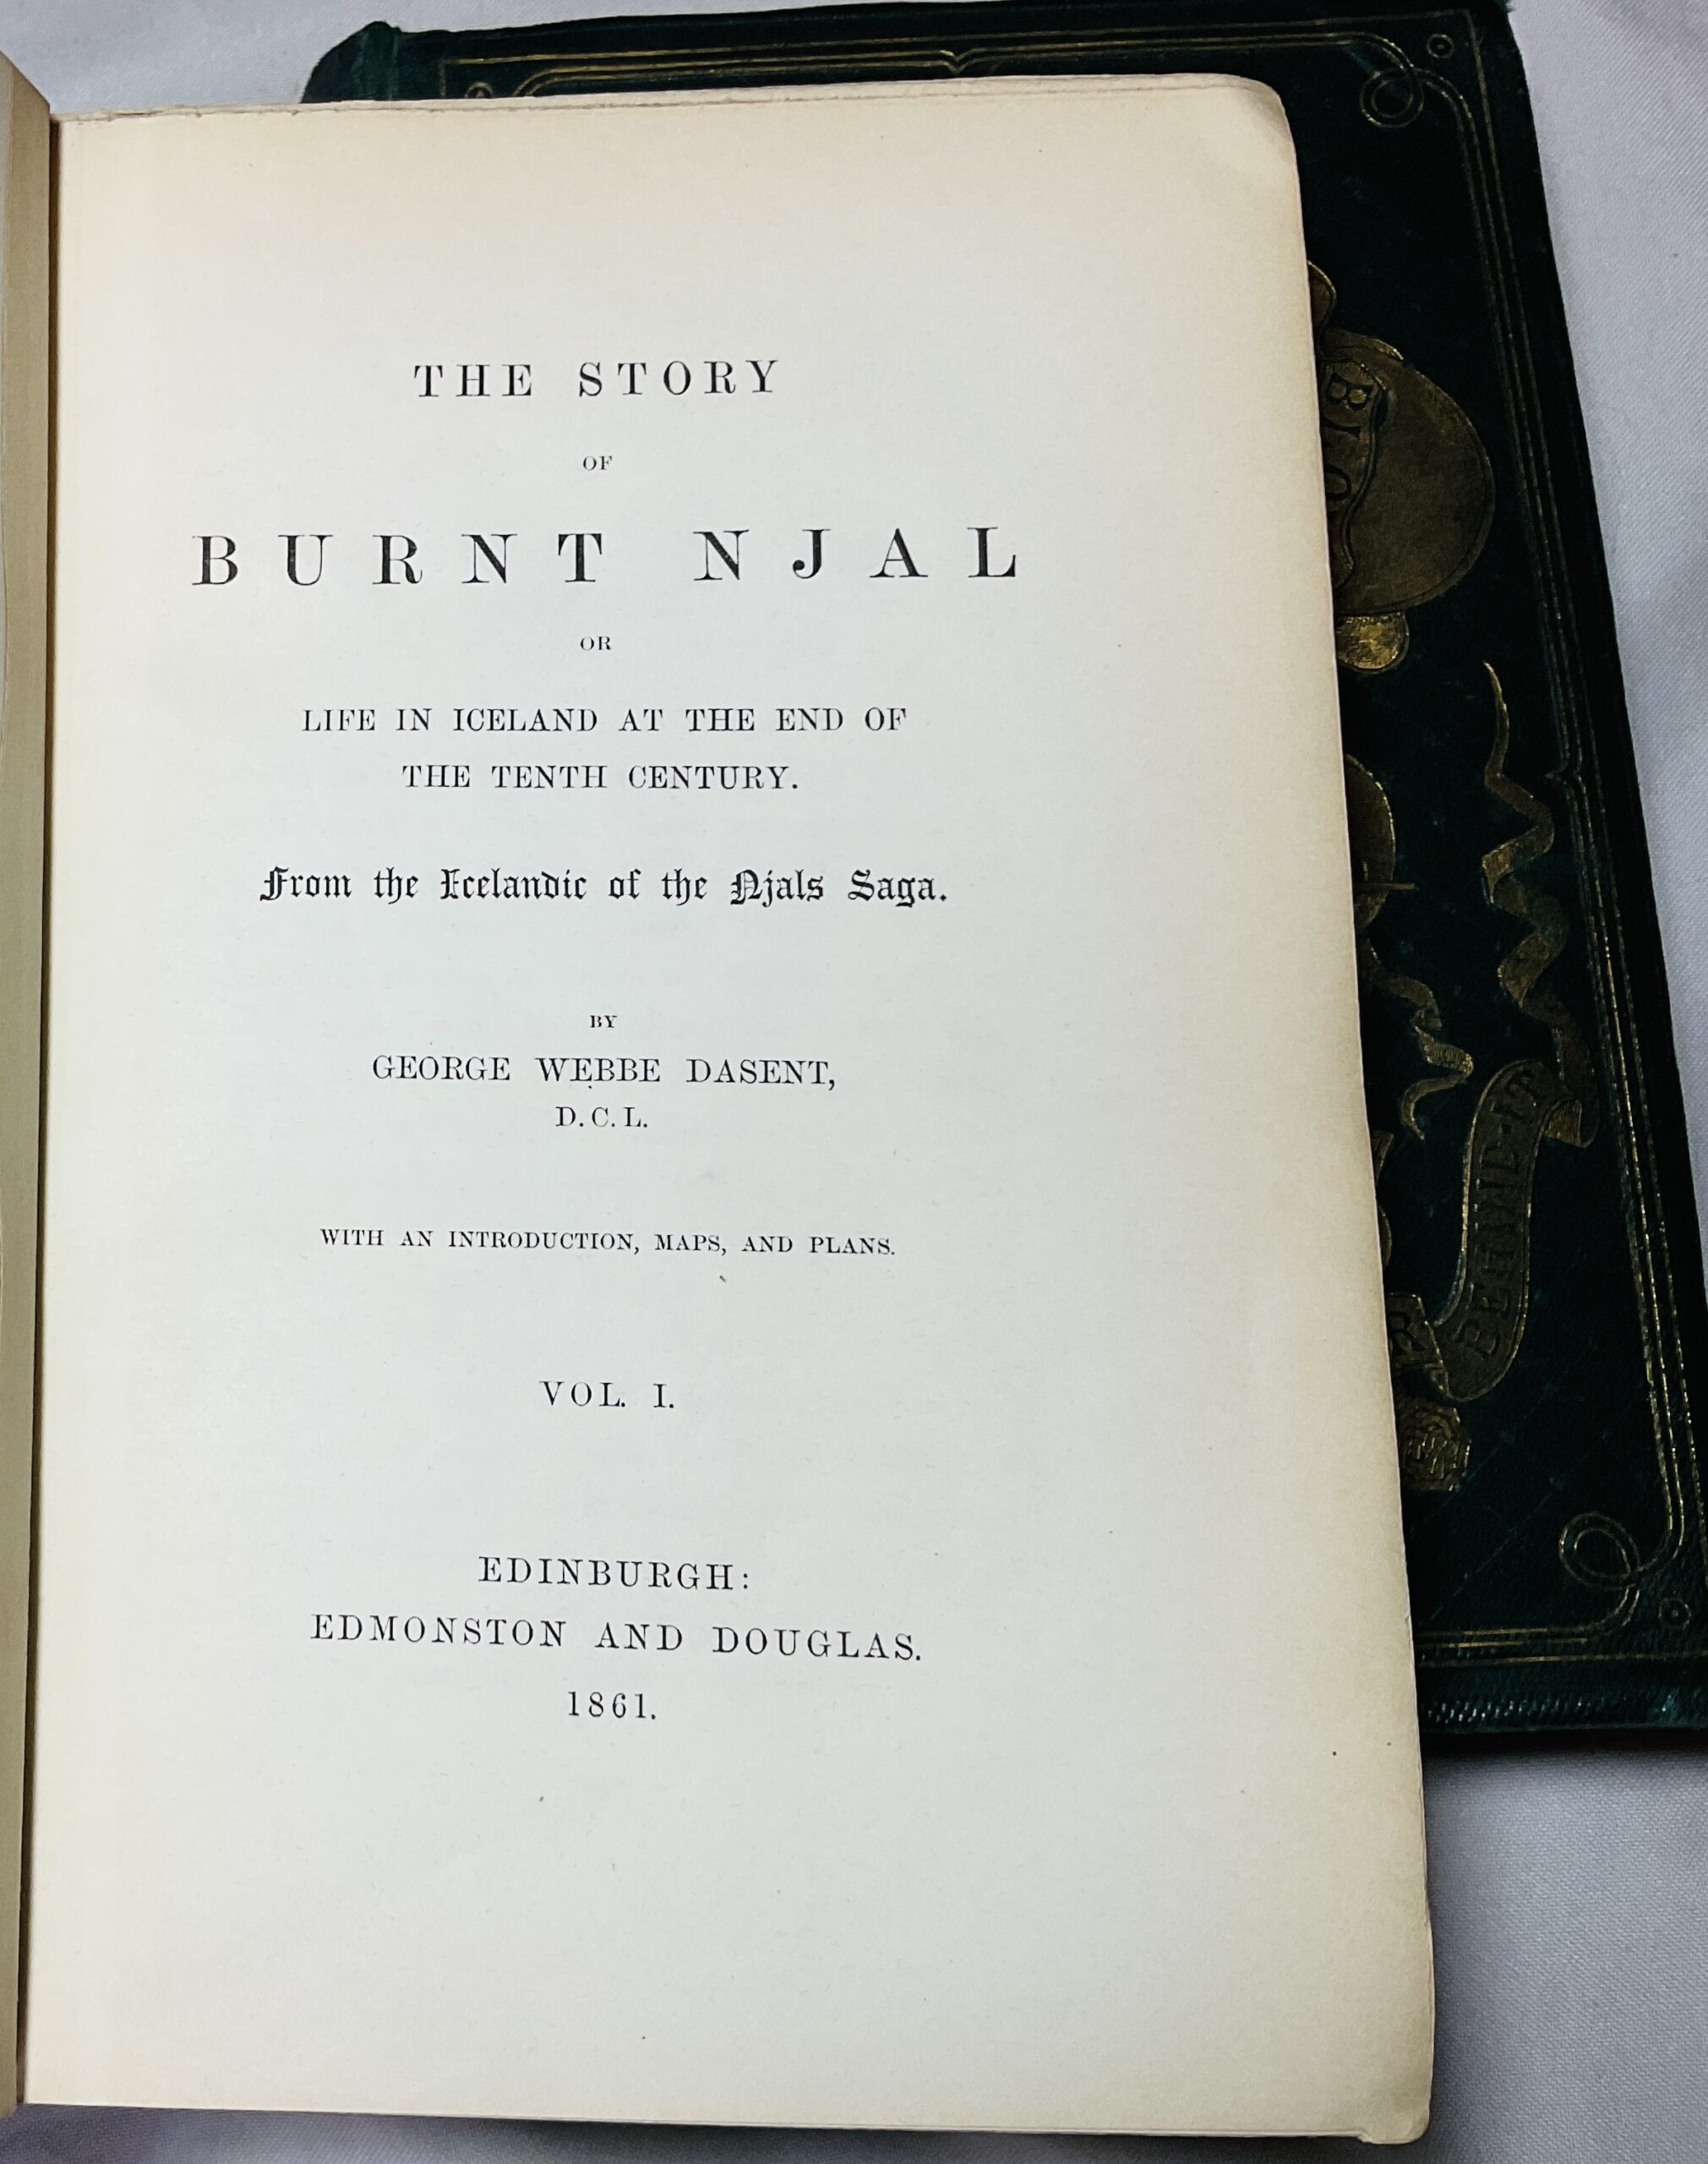 THE STORY
OF
BURNT NJAL
OR
LIFE IN ICELAND AT THE END OF
THE TENTH CENTURY.
From the Icelandic of the Njals Saga.
BY
GEORGE WEBBE DASENT,
D.C.L.
WITH AN INTRODUCTION, MAPS, AND PLANS.
VOL. I.
EDINBURGH:
EDMONSTON AND DOUGLAS.
1861.
BEHIND·IT